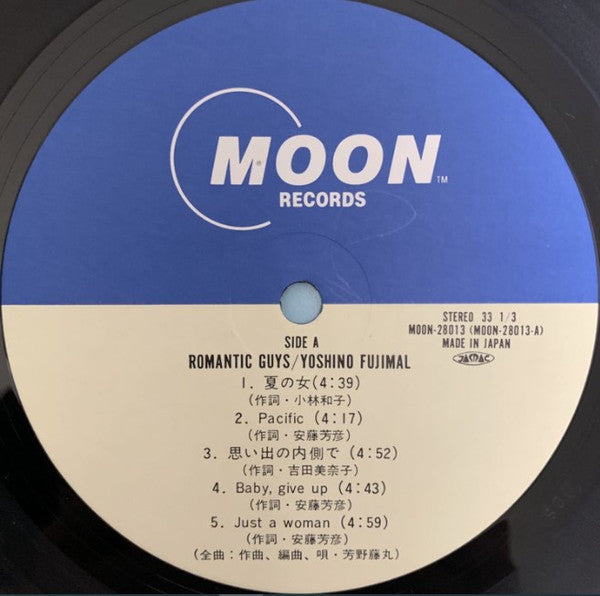 MOON
TM
RECORDS
STEREO 33 1/3
MOON-28013 (MOON-28013-A)
MADE IN JAPAN
JASRAC
SIDE A
ROMANTIC GUYS/YOSHINO FUJIMAL
1. 夏の女(4:39)
(作詞・小林和子)
2. Pacific (4:17)
(作詞・安藤芳彦)
3. 思い出の内側で (4:52)
(作詞・吉田美奈子)
4. Baby, give up (4:43)
(作詞・安藤芳彦)
5. Just a woman (4:59)
(作詞・安藤芳彦)
(全曲：作曲、編曲、唄・芳野藤丸)